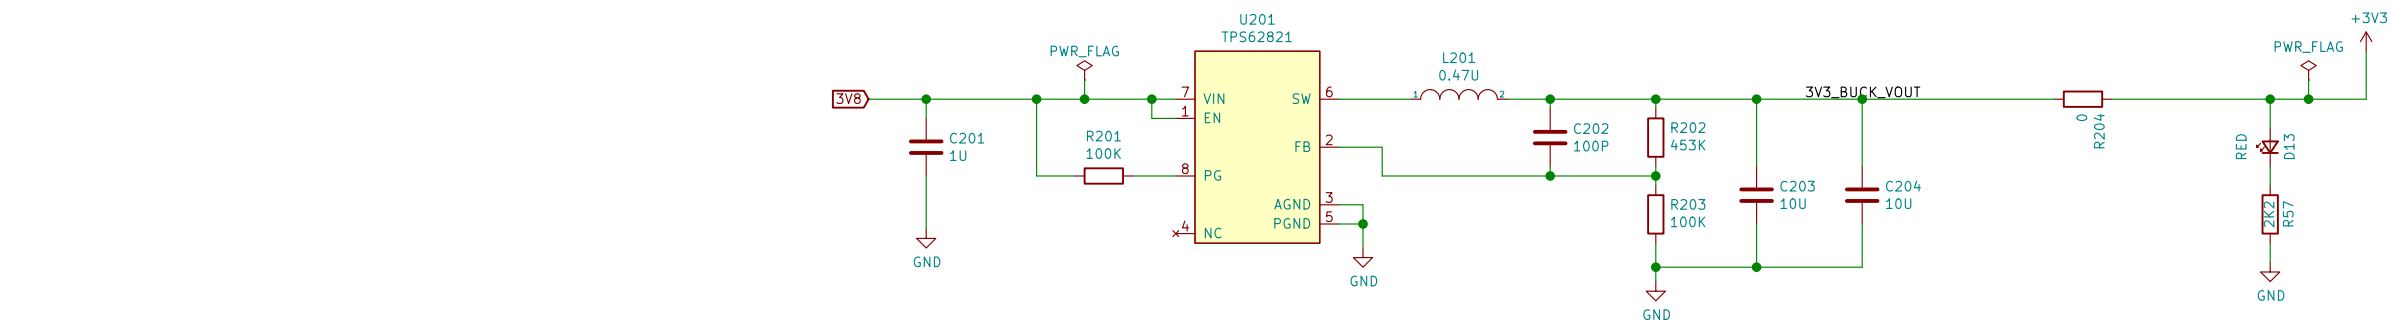 U201
TPS62821
+3V3
PWR_FLAG
PWR_FLAG
L201
0.47U
3V8
7
VIN
SW
6
1
2
3V3_BUCK_VOUT
1
EN
0
R204
C201
1U
R201
100K
C202
100P
R202
453K
2
FB
RED
D13
8
PG
C203
10U
C204
10U
3
AGND
R203
100K
2K2
R57
5
PGND
4
NC
GND
GND
GND
GND